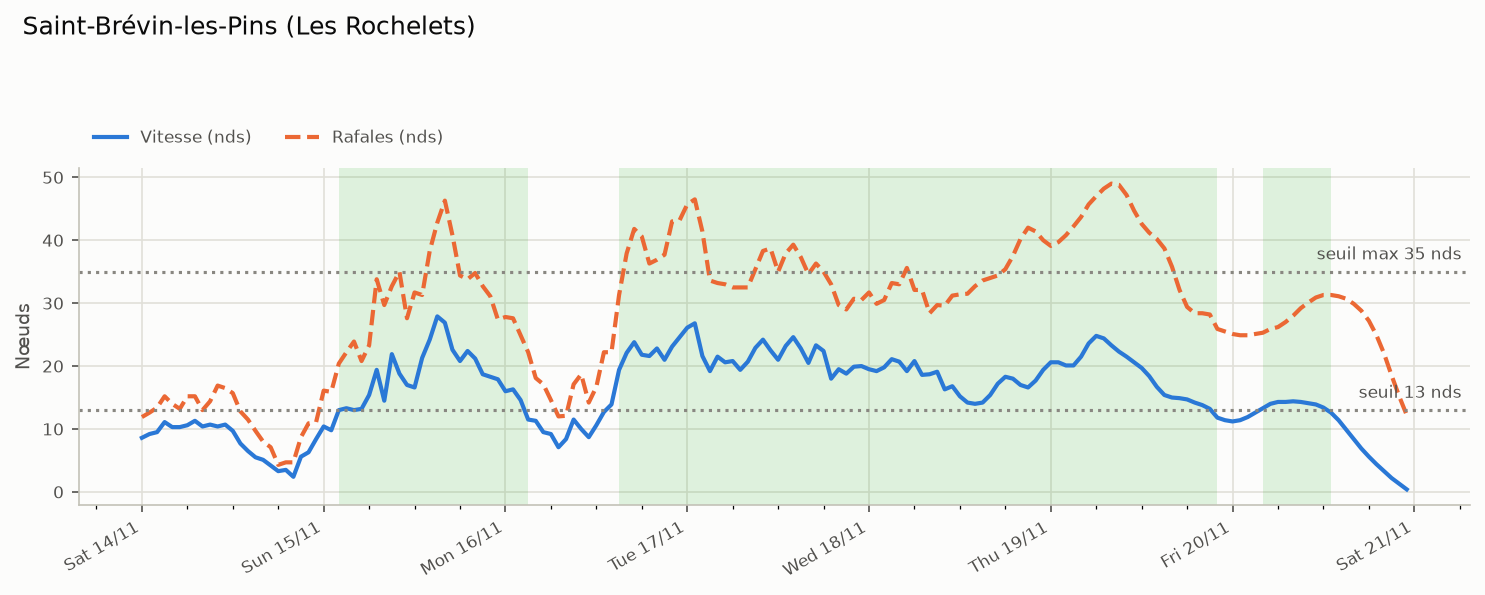 Saint-Brévin-les-Pins (Les Rochelets)
Vitesse (nds) Rafales (nds)
Nœuds
50
40
30
20
10
0
seuil max 35 nds
seuil 13 nds
Sat 14/11 Sun 15/11 Mon 16/11 Tue 17/11 Wed 18/11 Thu 19/11 Fri 20/11 Sat 21/11